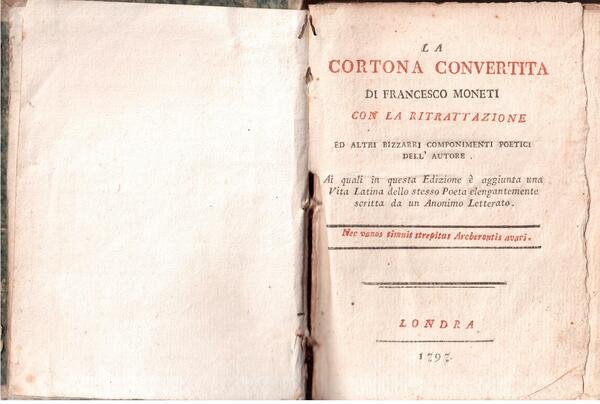 LA
CORTONA CONVERTITA
DI FRANCESCO MONETI
CON LA RITRATTAZIONE
ED ALTRI BIZZARRI COMPONIMENTI POETICI
DELL' AUTORE .
Ai quali in questa Edizione è aggiunta una
Vita Latina dello stesso Poeta elengantemente
scritta da un Anonimo Letterato.
Nec vanos timuit strepitus Archerontis avari.
LONDRA
1797.